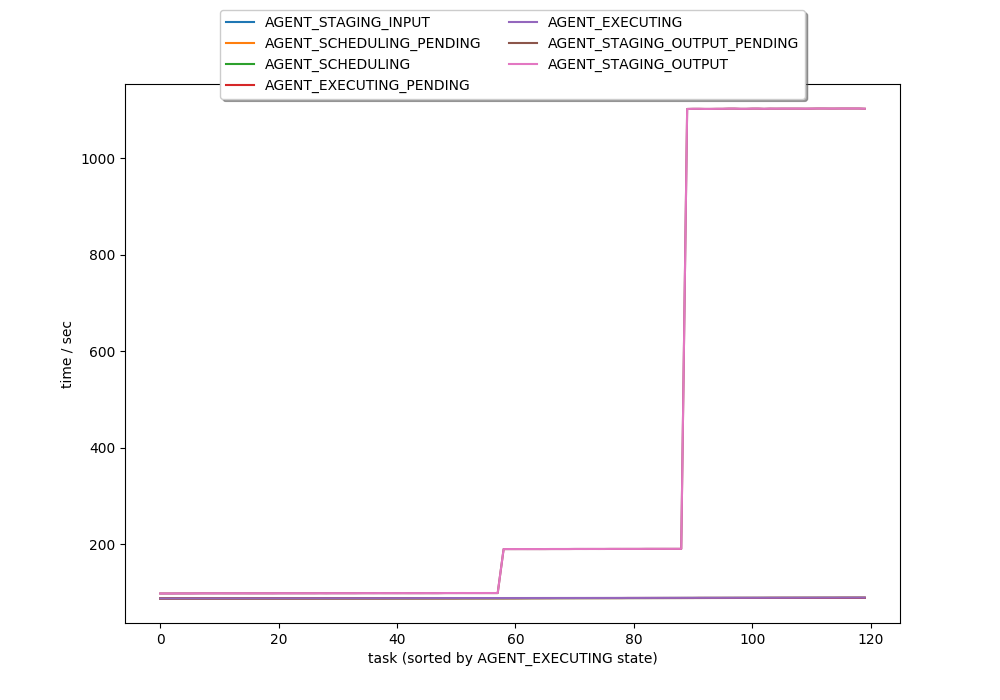 AGENT_STAGING_INPUT
AGENT_SCHEDULING_PENDING
AGENT_SCHEDULING
AGENT_EXECUTING_PENDING
AGENT_EXECUTING
AGENT_STAGING_OUTPUT_PENDING
AGENT_STAGING_OUTPUT
1000
800
600
400
200
time / sec
0 20 40 60 80 100 120
task (sorted by AGENT_EXECUTING state)